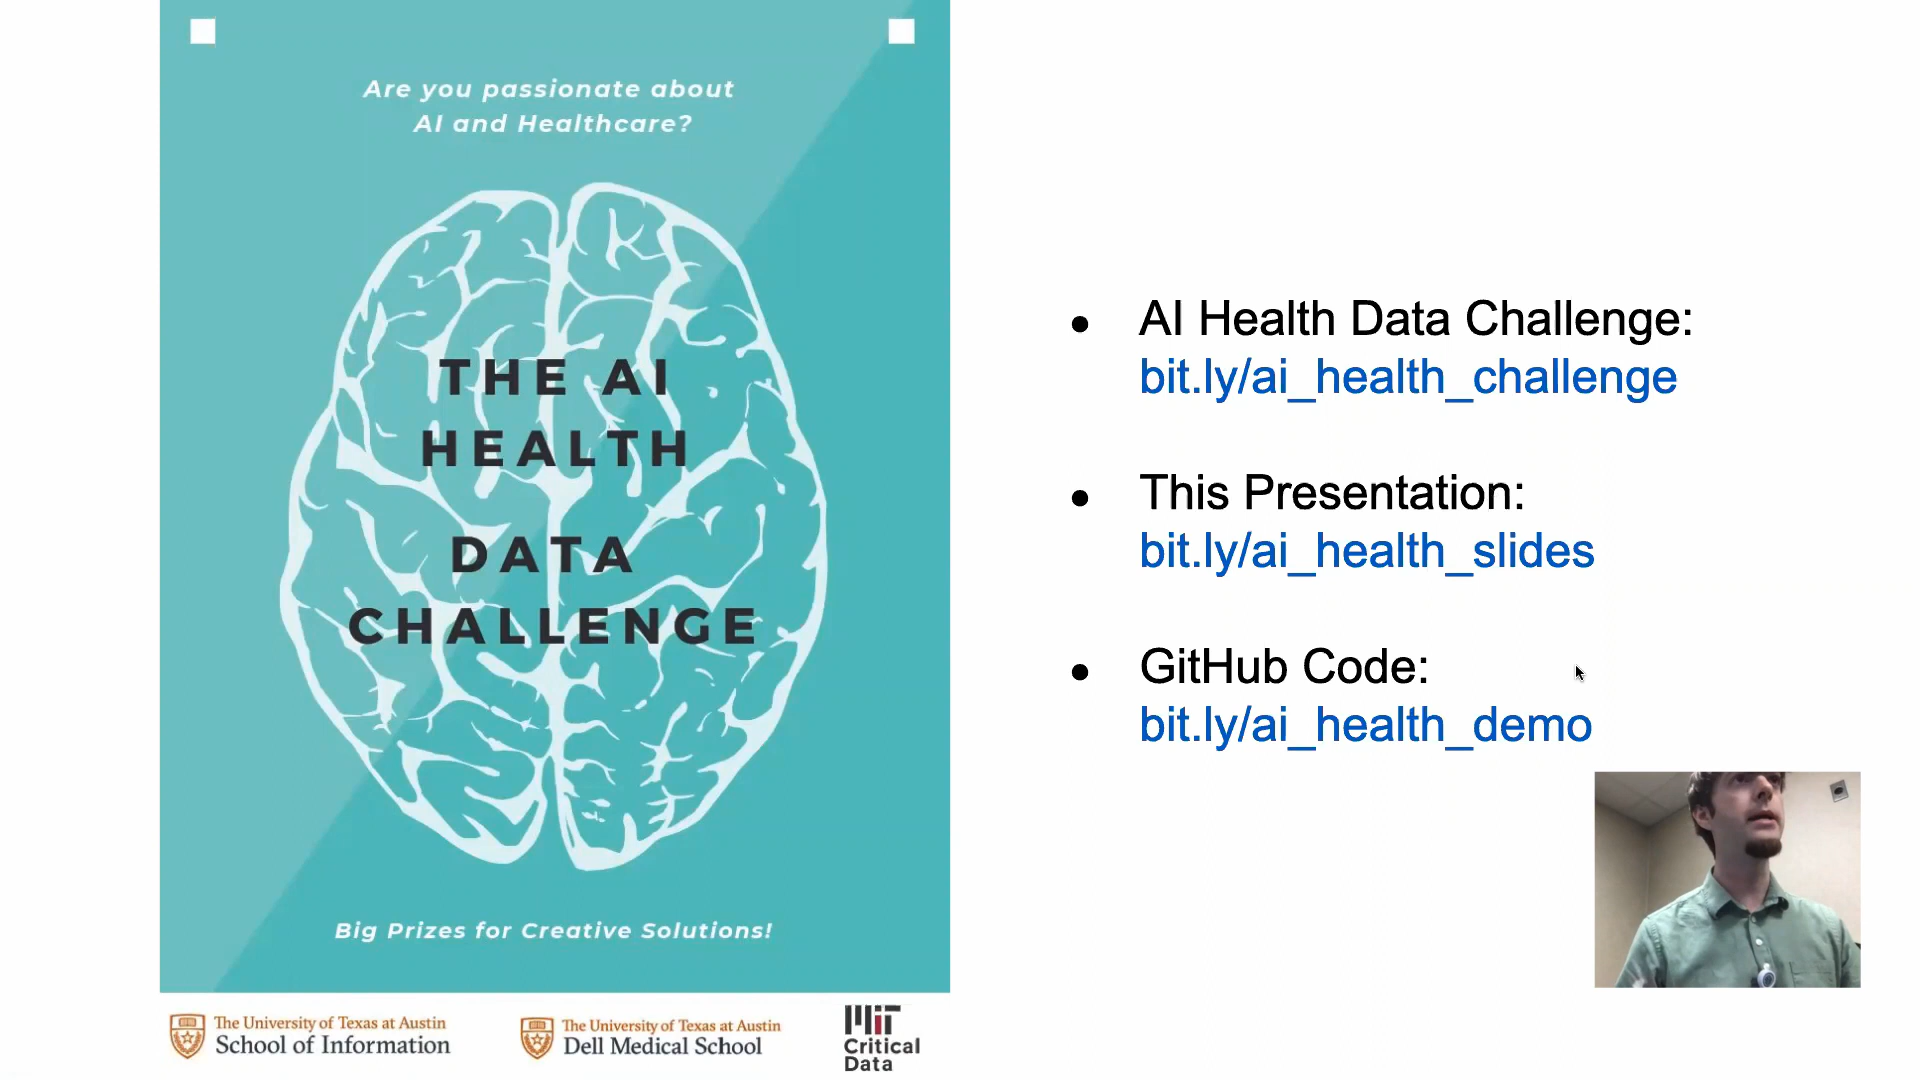 Are you passionate about
AI and Healthcare?
THE AI
HEALTH
DATA
CHALLENGE
Big Prizes for Creative Solutions!
The University of Texas at Austin
School of Information
The University of Texas at Austin
Dell Medical School
MIT
Critical
Data
• AI Health Data Challenge:
bit.ly/ai_health_challenge
• This Presentation:
bit.ly/ai_health_slides
• GitHub Code:
bit.ly/ai_health_demo